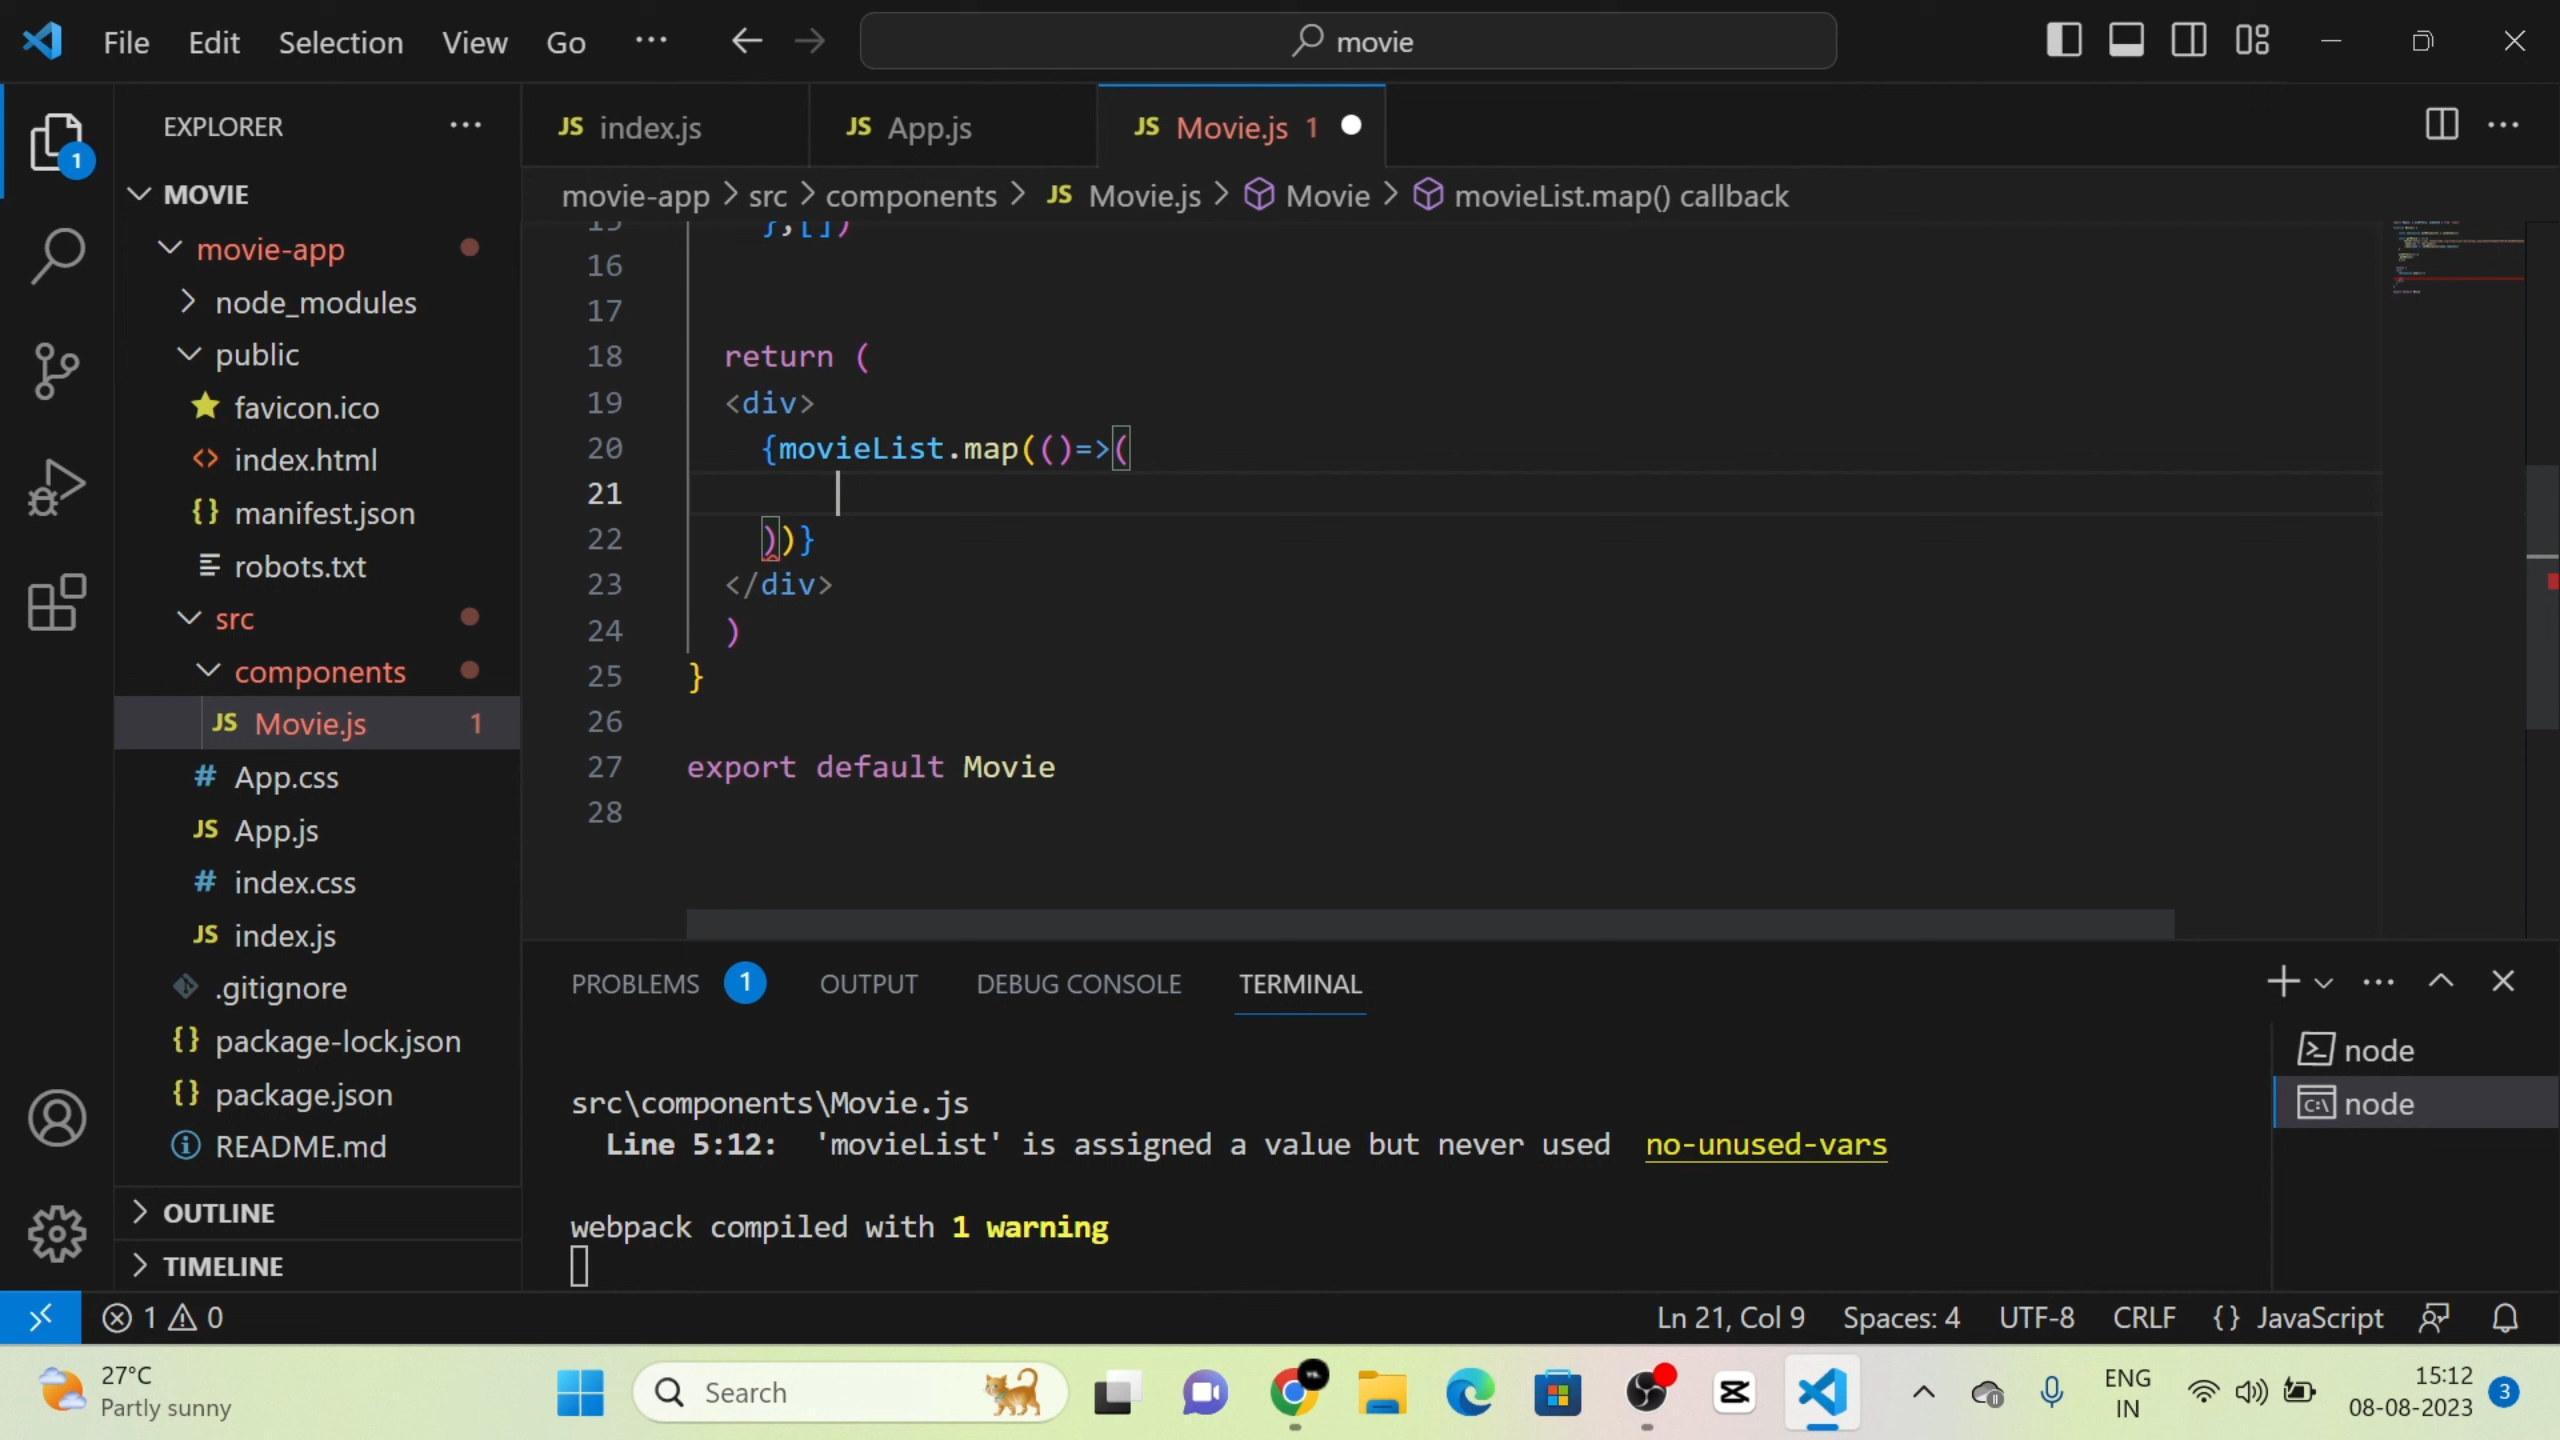 File Edit Selection View Go ··· movie
EXPLORER ···
1
MOVIE
movie-app
node_modules
public
favicon.ico
index.html
manifest.json
robots.txt
src
components
JS Movie.js 1
# App.css
JS App.js
# index.css
JS index.js
.gitignore
{} package-lock.json
{} package.json
README.md
OUTLINE
TIMELINE
JS index.js JS App.js JS Movie.js 1
movie-app > src > components > JS Movie.js > Movie > movieList.map() callback
15 },[])
16
17
18 return (
19 <div>
20 {movieList.map(()=>(
21
22 ))}
23 </div>
24 )
25 }
26
27 export default Movie
28
PROBLEMS 1 OUTPUT DEBUG CONSOLE TERMINAL
src\components\Movie.js
Line 5:12: 'movieList' is assigned a value but never used no-unused-vars
webpack compiled with 1 warning
node
node
1 0 Ln 21, Col 9 Spaces: 4 UTF-8 CRLF {} JavaScript
27°C
Partly sunny
Search
ENG
IN
15:12
08-08-2023
3